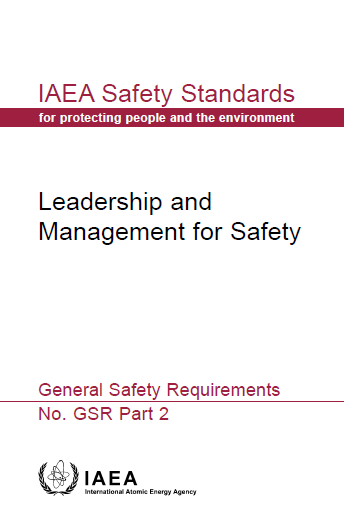 IAEA Safety Standards
for protecting people and the environment
Leadership and
Management for Safety
General Safety Requirements
No. GSR Part 2
IAEA
International Atomic Energy Agency